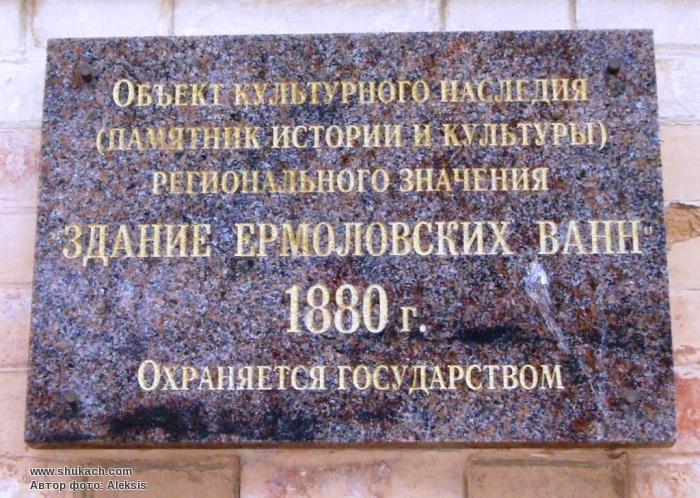 Объект культурного наследия
(памятник истории и культуры)
регионального значения
"ЗДАНИЕ ЕРМОЛОВСКИХ ВАНН"
1880 г.
Охраняется государством
www.shukach.com
Автор фото: Aleksis